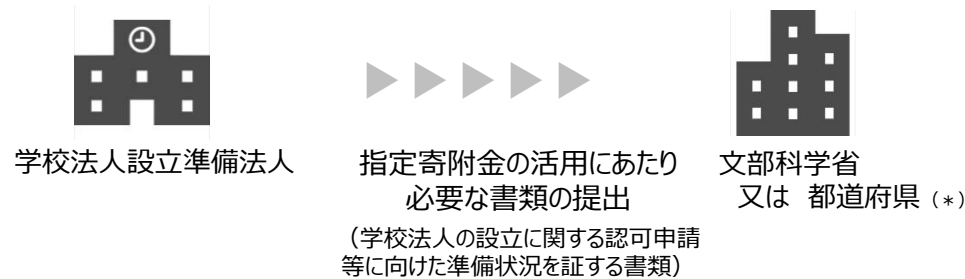 学校法人設立準備法人
指定寄附金の活用にあたり
必要な書類の提出
（学校法人の設立に関する認可申請
等に向けた準備状況を証する書類）
文部科学省
又は 都道府県（＊）